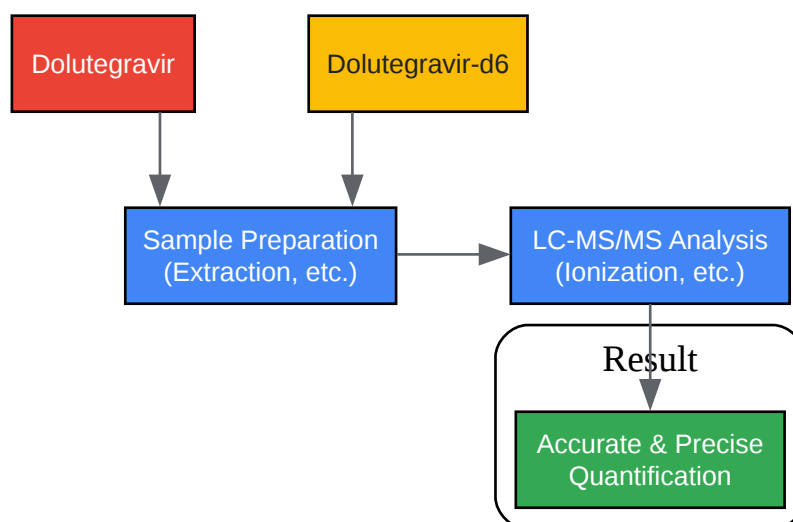 Dolutegravir
Dolutegravir-d6
Sample Preparation
(Extraction, etc.)
LC-MS/MS Analysis
(Ionization, etc.)
Result
Accurate & Precise
Quantification